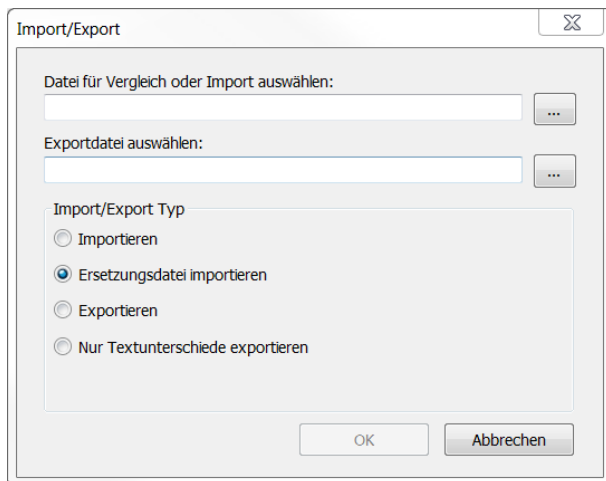 Import/Export
Datei für Vergleich oder Import auswählen:
...
Exportdatei auswählen:
...
Import/Export Typ
Importieren
Ersetzungsdatei importieren
Exportieren
Nur Textunterschiede exportieren
OK Abbrechen